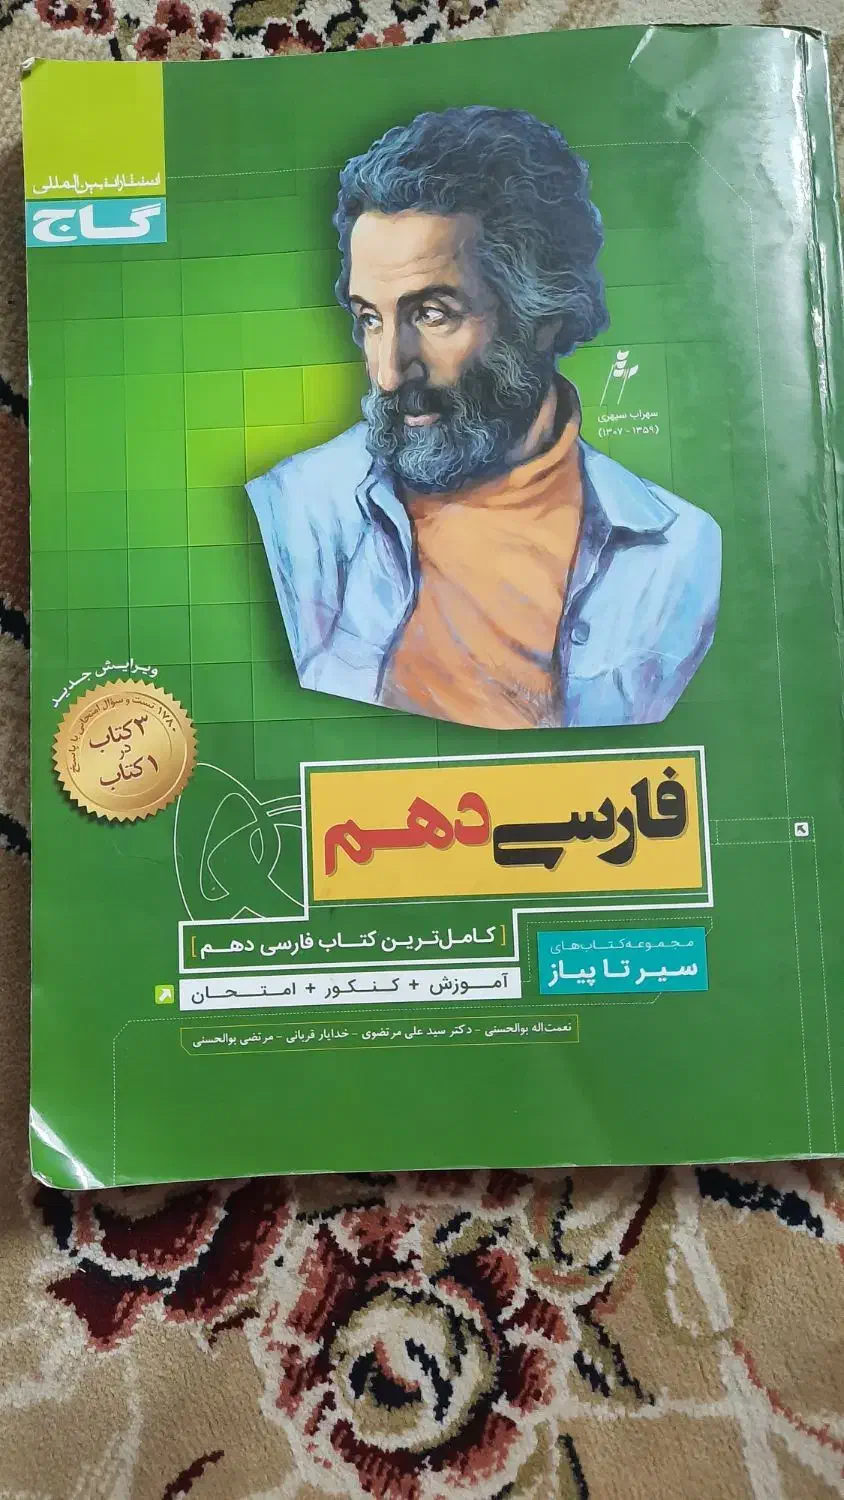 انتشارات بین‌المللی
گاج
سهراب سپهری
(۱۳۰۷ - ۱۳۵۹)
ویرایش جدید
۱۷۸۰ تست و سؤال امتحانی با پاسخ
۳ کتاب
در
۱ کتاب
فارسی دهم
[ کامل‌ترین کتاب فارسی دهم ]
مجموعه کتاب‌های
سیر تا پیاز
آموزش + کنکور + امتحان
نعمت‌اله بوالحسنی - دکتر سید علی مرتضوی - خدایار قربانی - مرتضی بوالحسنی